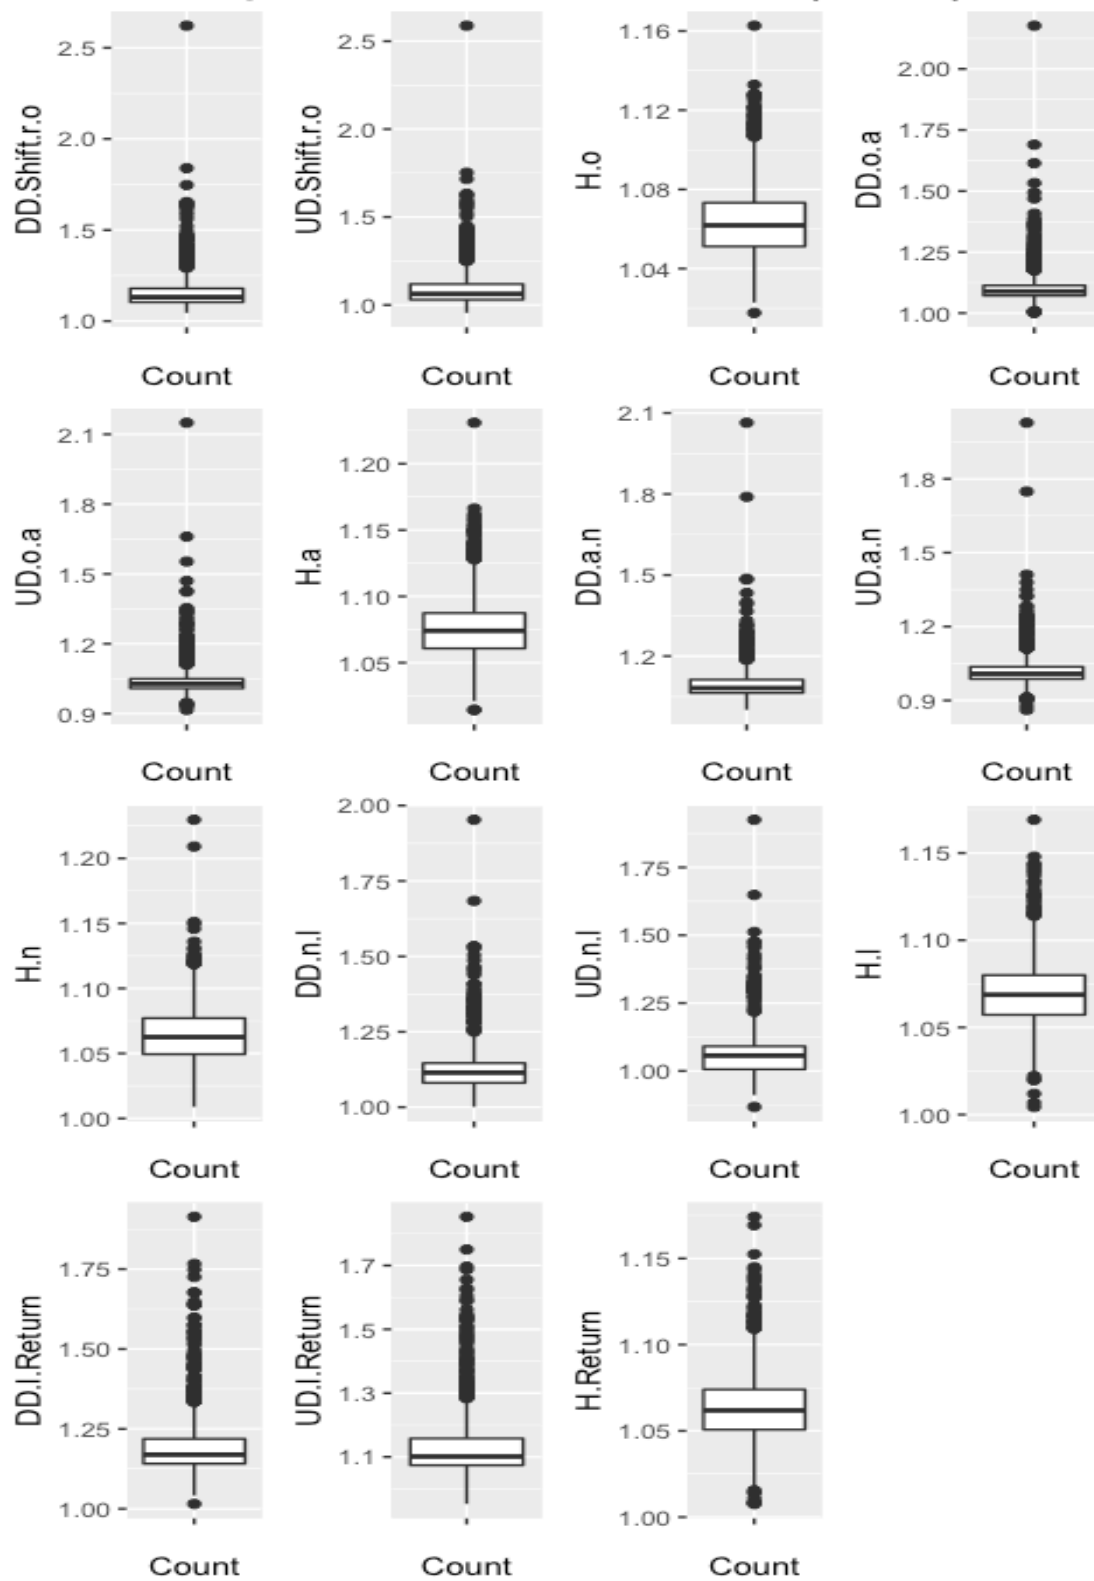 DD.Shift.r.o
2.5
2.0
1.5
1.0
Count
UD.Shift.r.o
2.5
2.0
1.5
1.0
Count
H.o
1.16
1.12
1.08
1.04
Count
DD.o.a
2.00
1.75
1.50
1.25
1.00
Count
UD.o.a
2.1
1.8
1.5
1.2
0.9
Count
H.a
1.20
1.15
1.10
1.05
Count
DD.a.n
2.1
1.8
1.5
1.2
Count
UD.a.n
1.8
1.5
1.2
0.9
Count
H.n
1.20
1.15
1.10
1.05
1.00
Count
DD.n.l
2.00
1.75
1.50
1.25
1.00
Count
UD.n.l
1.75
1.50
1.25
1.00
Count
H.l
1.15
1.10
1.05
1.00
Count
DD.l.Return
1.75
1.50
1.25
1.00
Count
UD.l.Return
1.7
1.5
1.3
1.1
Count
H.Return
1.15
1.10
1.05
1.00
Count